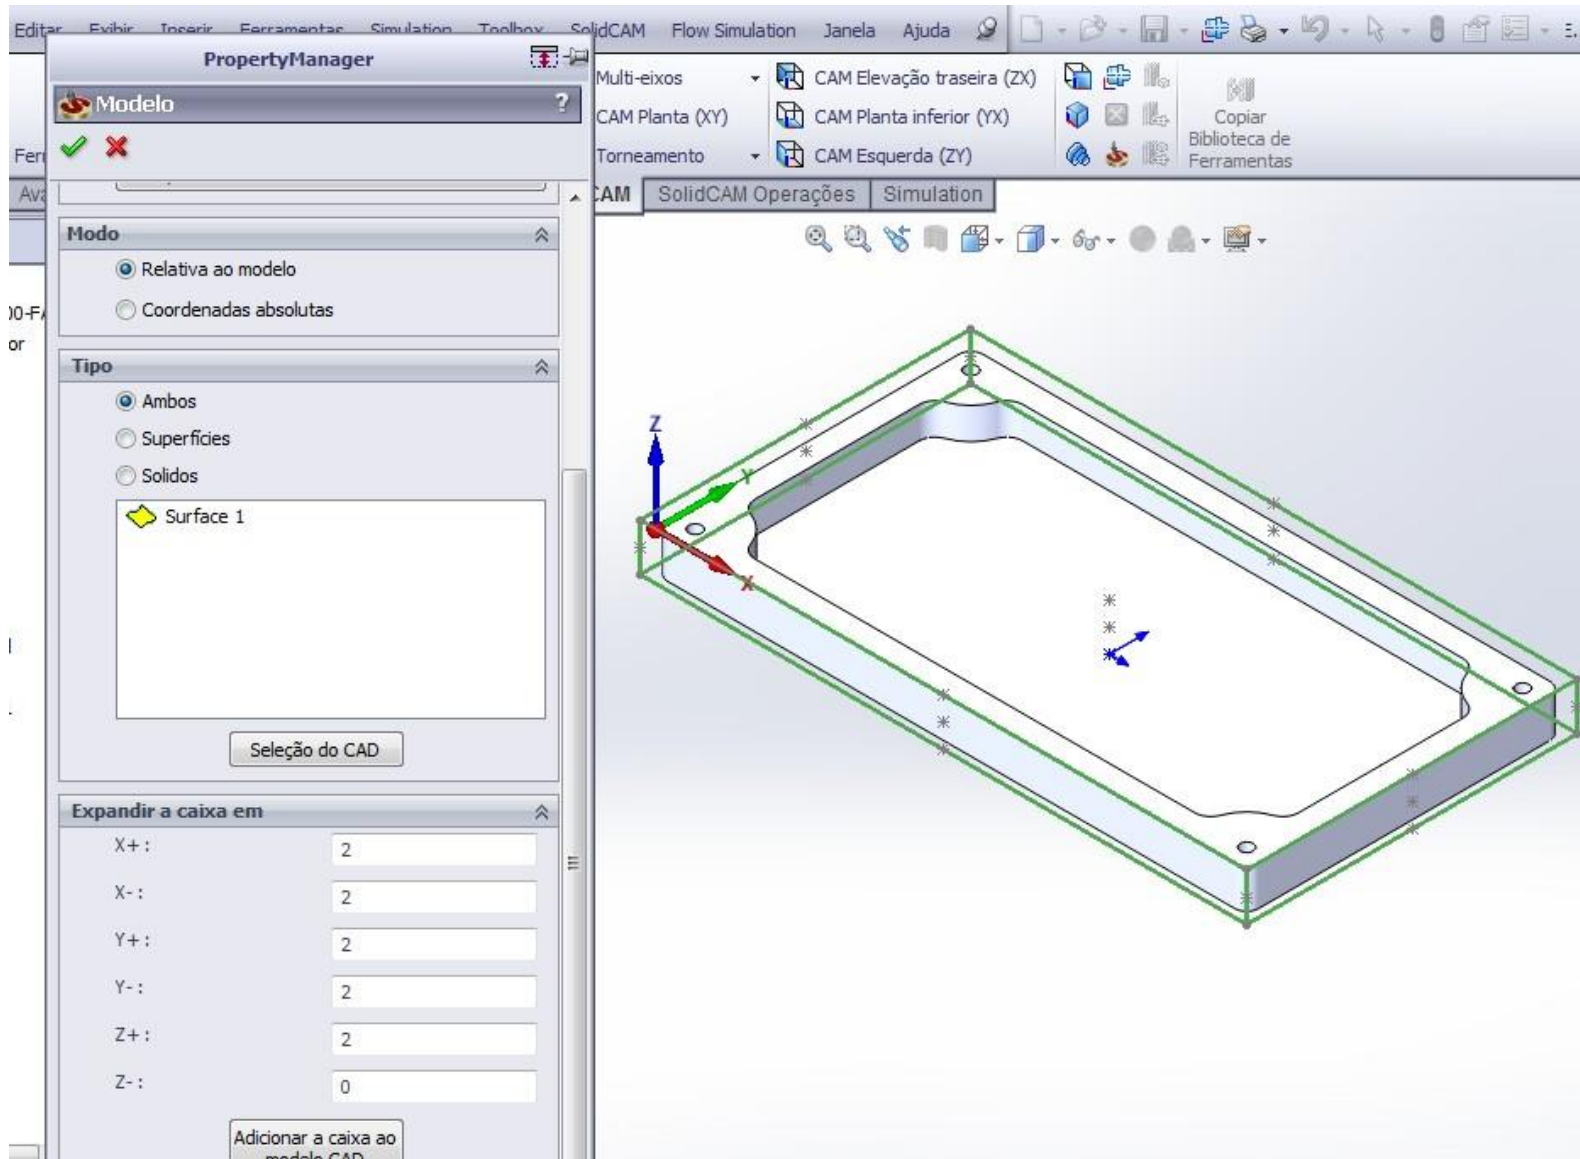 Editar Exibir Inserir Ferramentas Simulation Toolbox SolidCAM Flow Simulation Janela Ajuda
PropertyManager
Modelo ?
Multi-eixos
CAM Elevação traseira (ZX)
CAM Planta (XY)
CAM Planta inferior (YX)
Torneamento
CAM Esquerda (ZY)
Copiar
Biblioteca de
Ferramentas
SolidCAM Operações
Simulation
Modo
Relativa ao modelo
Coordenadas absolutas
Tipo
Ambos
Superfícies
Solidos
Surface 1
Seleção do CAD
Expandir a caixa em
X+: 2
X-: 2
Y+: 2
Y-: 2
Z+: 2
Z-: 0
Adicionar a caixa ao
modelo CAD
Z
Y
X